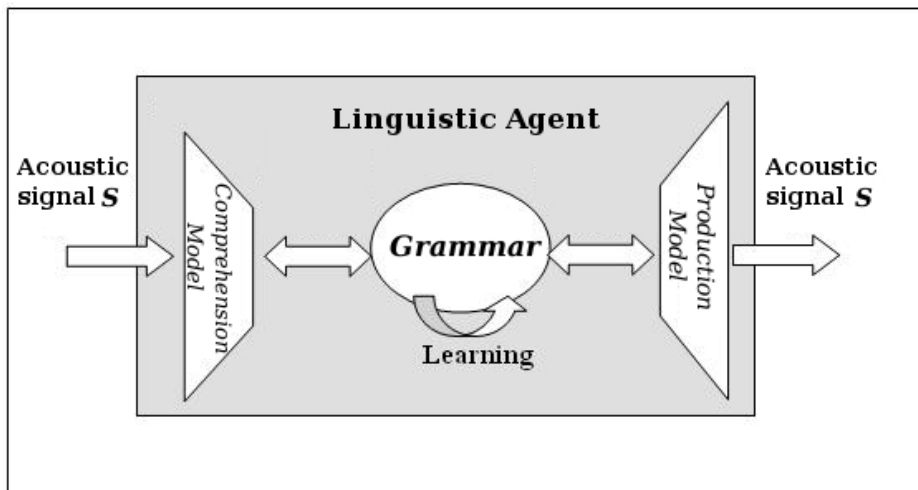 Linguistic Agent
Acoustic
signal S
Comprehension
Model
Grammar
Learning
Production
Model
Acoustic
signal S